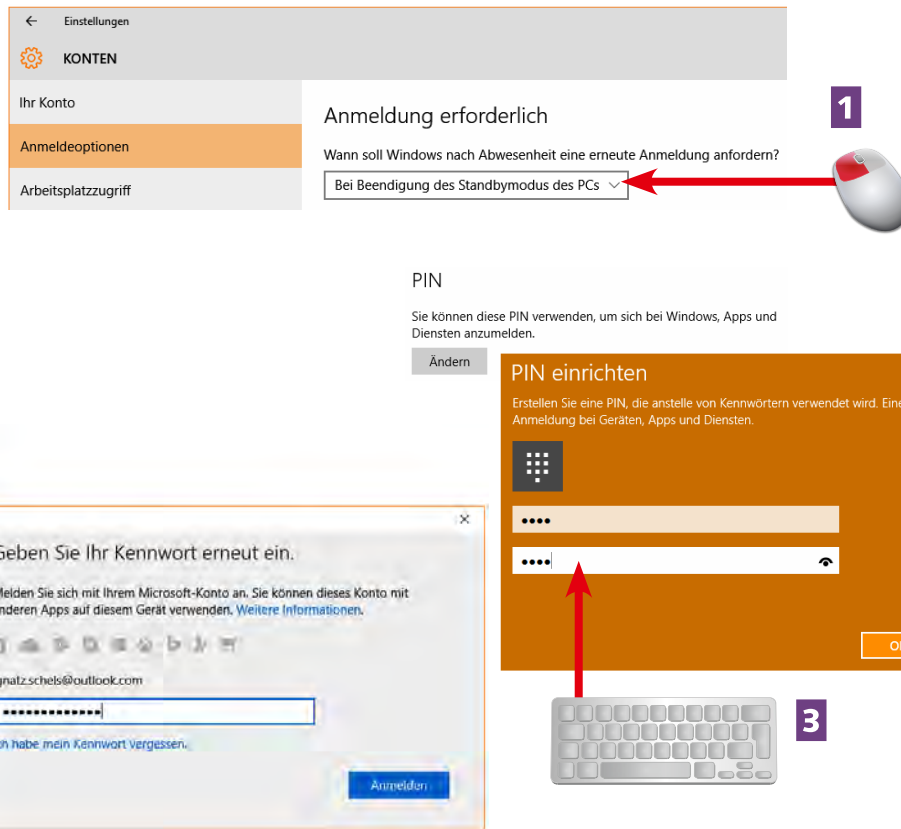 Einstellungen
KONTEN
Ihr Konto
Anmeldeoptionen
Arbeitsplatzzugriff
Anmeldung erforderlich
Wann soll Windows nach Abwesenheit eine erneute Anmeldung anfordern?
Bei Beendigung des Standbymodus des PCs
1
PIN
Sie können diese PIN verwenden, um sich bei Windows, Apps und
Diensten anzumelden.
Ändern
PIN einrichten
Erstellen Sie eine PIN, die anstelle von Kennwörtern verwendet wird. Eine
Anmeldung bei Geräten, Apps und Diensten.
••••
••••
Geben Sie Ihr Kennwort erneut ein.
Melden Sie sich mit Ihrem Microsoft-Konto an. Sie können dieses Konto mit
anderen Apps auf diesem Gerät verwenden. Weitere Informationen.
gnatz.schels@outlook.com
•••••••••••••
ch habe mein Kennwort vergessen.
Anmelden
3